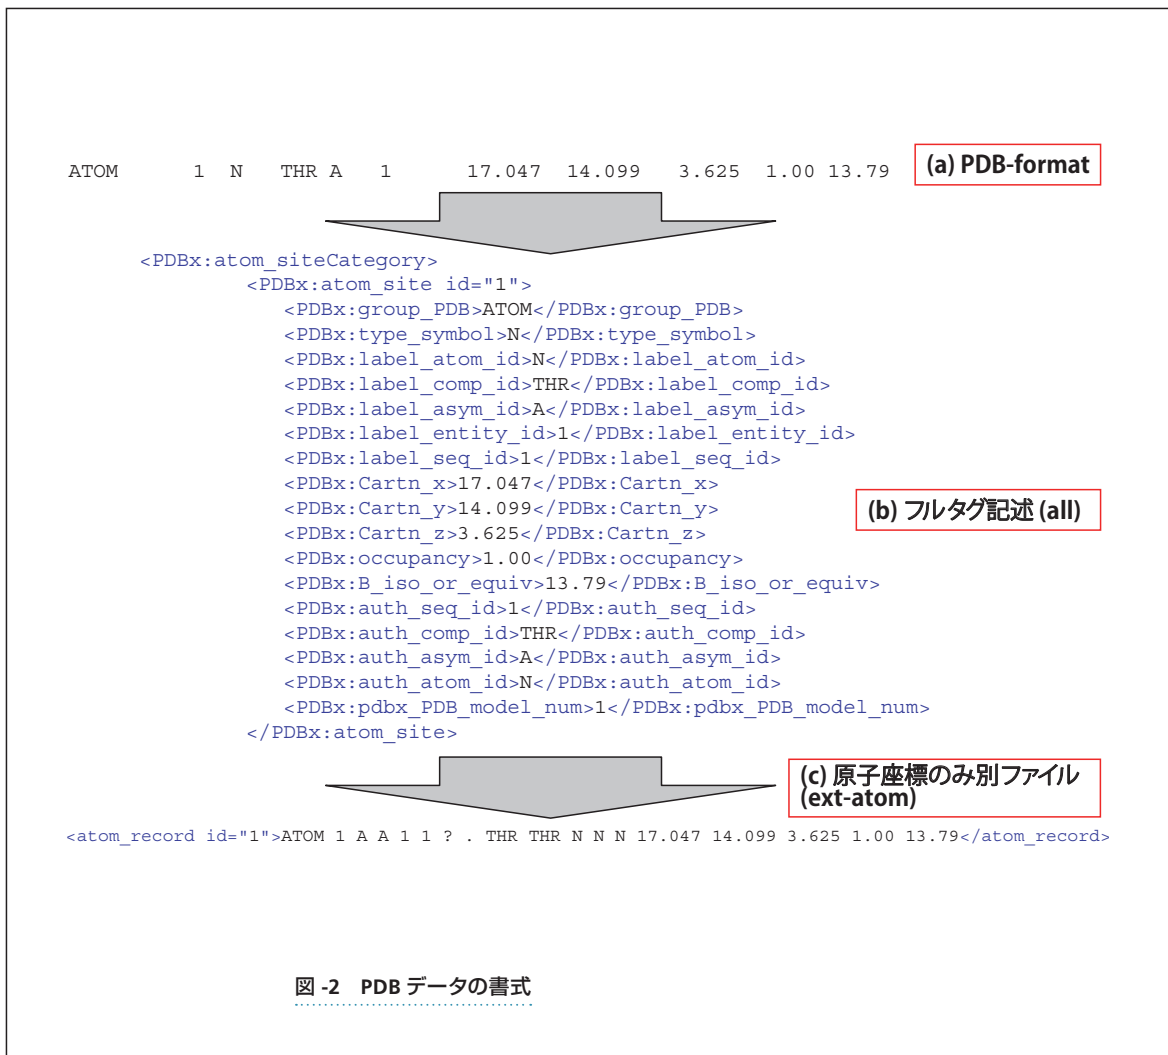 ATOM 1 N THR A 1 17.047 14.099 3.625 1.00 13.79
(a) PDB-format
<PDBx:atom_siteCategory>
<PDBx:atom_site id="1">
<PDBx:group_PDB>ATOM</PDBx:group_PDB>
<PDBx:type_symbol>N</PDBx:type_symbol>
<PDBx:label_atom_id>N</PDBx:label_atom_id>
<PDBx:label_comp_id>THR</PDBx:label_comp_id>
<PDBx:label_asym_id>A</PDBx:label_asym_id>
<PDBx:label_entity_id>1</PDBx:label_entity_id>
<PDBx:label_seq_id>1</PDBx:label_seq_id>
<PDBx:Cartn_x>17.047</PDBx:Cartn_x>
<PDBx:Cartn_y>14.099</PDBx:Cartn_y>
<PDBx:Cartn_z>3.625</PDBx:Cartn_z>
<PDBx:occupancy>1.00</PDBx:occupancy>
<PDBx:B_iso_or_equiv>13.79</PDBx:B_iso_or_equiv>
<PDBx:auth_seq_id>1</PDBx:auth_seq_id>
<PDBx:auth_comp_id>THR</PDBx:auth_comp_id>
<PDBx:auth_asym_id>A</PDBx:auth_asym_id>
<PDBx:auth_atom_id>N</PDBx:auth_atom_id>
<PDBx:pdbx_PDB_model_num>1</PDBx:pdbx_PDB_model_num>
</PDBx:atom_site>
(b) フルタグ記述 (all)
(c) 原子座標のみ別ファイル
(ext-atom)
<atom_record id="1">ATOM 1 A A 1 1 ? . THR THR N N N 17.047 14.099 3.625 1.00 13.79</atom_record>
図 -2 PDB データの書式